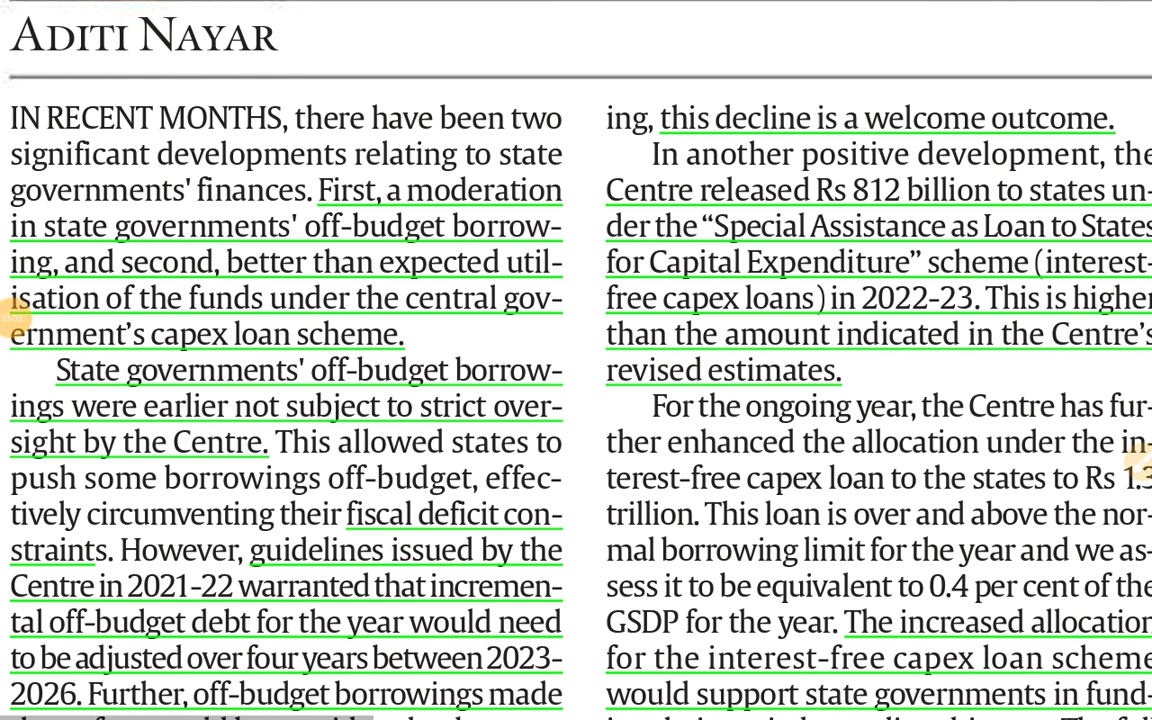 ADITI NAYAR
IN RECENT MONTHS, there have been two
significant developments relating to state
governments' finances. First, a moderation
in state governments' off-budget borrow-
ing, and second, better than expected util-
isation of the funds under the central gov-
ernment's capex loan scheme.
State governments' off-budget borrow-
ings were earlier not subject to strict over-
sight by the Centre. This allowed states to
push some borrowings off-budget, effec-
tively circumventing their fiscal deficit con-
straints. However, guidelines issued by the
Centre in 2021-22 warranted that incremen-
tal off-budget debt for the year would need
to be adjusted over four years between 2023-
2026. Further, off-budget borrowings made
ing, this decline is a welcome outcome.
In another positive development, the
Centre released Rs 812 billion to states un-
der the “Special Assistance as Loan to States
for Capital Expenditure” scheme (interest-
free capex loans) in 2022-23. This is higher
than the amount indicated in the Centre's
revised estimates.
For the ongoing year, the Centre has fur-
ther enhanced the allocation under the in-
terest-free capex loan to the states to Rs 1.3
trillion. This loan is over and above the nor-
mal borrowing limit for the year and we as-
sess it to be equivalent to 0.4 per cent of the
GSDP for the year. The increased allocation
for the interest-free capex loan scheme
would support state governments in fund-